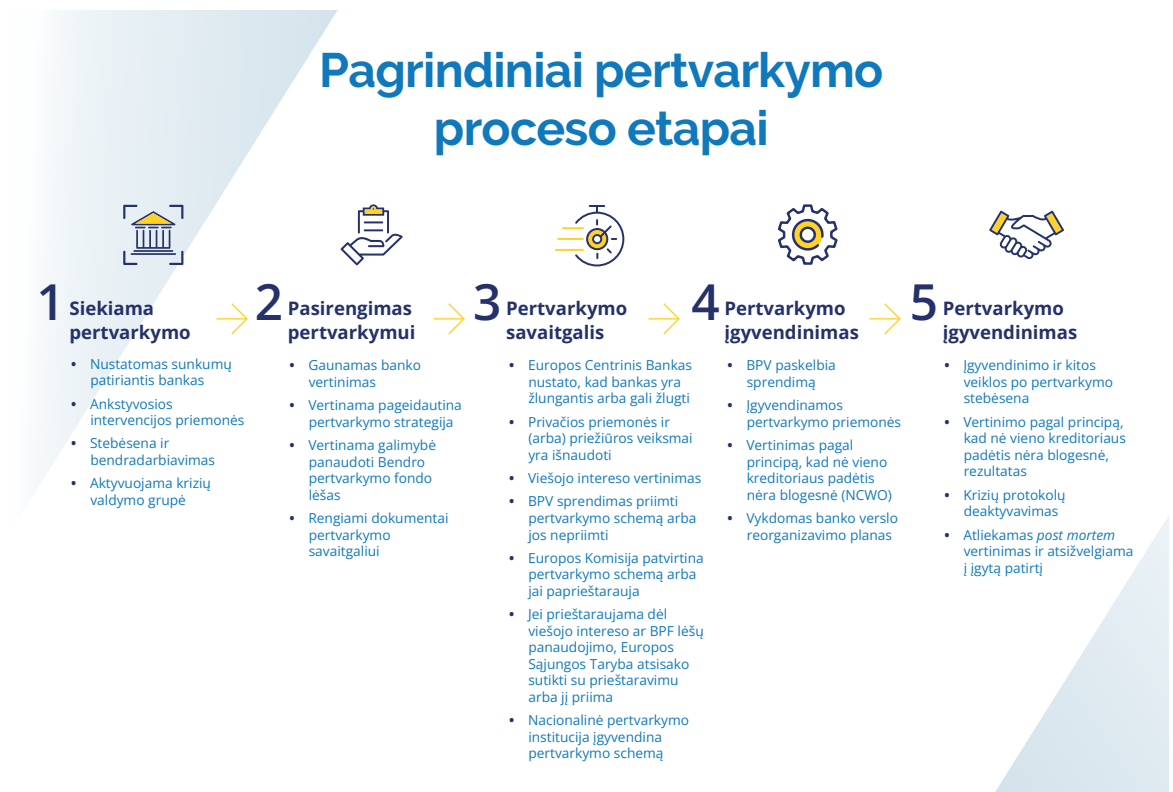 Pagrindiniai pertvarkymo
proceso etapai
1 Siekiama
pertvarkymo
• Nustatomas sunkumų
patiriantis bankas
• Ankstyvosios
intervencijos priemonės
• Stebėsena ir
bendradarbiavimas
• Aktyvuojama krizių
valdymo grupė
2 Pasirengimas
pertvarkymui
• Gaunamas banko
vertinimas
• Vertinama pageidautina
pertvarkymo strategija
• Vertinama galimybė
panaudoti Bendro
pertvarkymo fondo
lėšas
• Rengiami dokumentai
pertvarkymo
savaitgaliui
3 Pertvarkymo
savaitgalis
• Europos Centrinis Bankas
nustato, kad bankas yra
žlungantis arba gali žlugti
• Privačios priemonės ir
(arba) priežiūros veiksmai
yra išnaudoti
• Viešojo intereso vertinimas
• BPV sprendimas priimti
pertvarkymo schemą arba
jos nepriimti
• Europos Komisija patvirtina
pertvarkymo schemą arba
jai paprieštarauja
• Jei prieštaraujama dėl
viešojo intereso ar BPF lėšų
panaudojimo, Europos
Sąjungos Taryba atsisako
sutikti su prieštaravimu
arba jį priima
• Nacionalinė pertvarkymo
institucija įgyvendina
pertvarkymo schemą
4 Pertvarkymo
įgyvendinimas
• BPV paskelbia
sprendimą
• Įgyvendinamos
pertvarkymo priemonės
• Vertinimas pagal
principą, kad nė vieno
kreditoriaus padėtis
nėra blogesnė (NCWO)
• Vykdomas banko verslo
reorganizavimo planas
5 Pertvarkymo
įgyvendinimas
• Įgyvendinimo ir kitos
veiklos po pertvarkymo
stebėsena
• Vertinimo pagal principą,
kad nė vieno kreditoriaus
padėtis nėra blogesnė,
rezultatas
• Krizių protokolų
deaktyvavimas
• Atliekamas post mortem
vertinimas ir atsižvelgiama
į įgytą patirtį